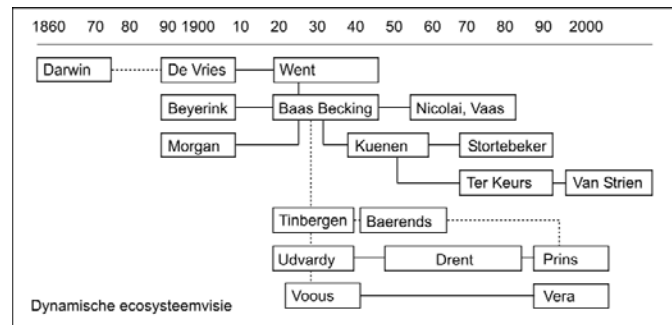 1860 70 80 90 1900 10 20 30 40 50 60 70 80 90 2000
Darwin De Vries Went
Beyerink Baas Becking Nicolai, Vaas
Morgan Kuenen Stortebeker
Ter Keurs Van Strien
Tinbergen Baerends
Udvardy Drent Prins
Voous Vera
Dynamische ecosysteemvisie